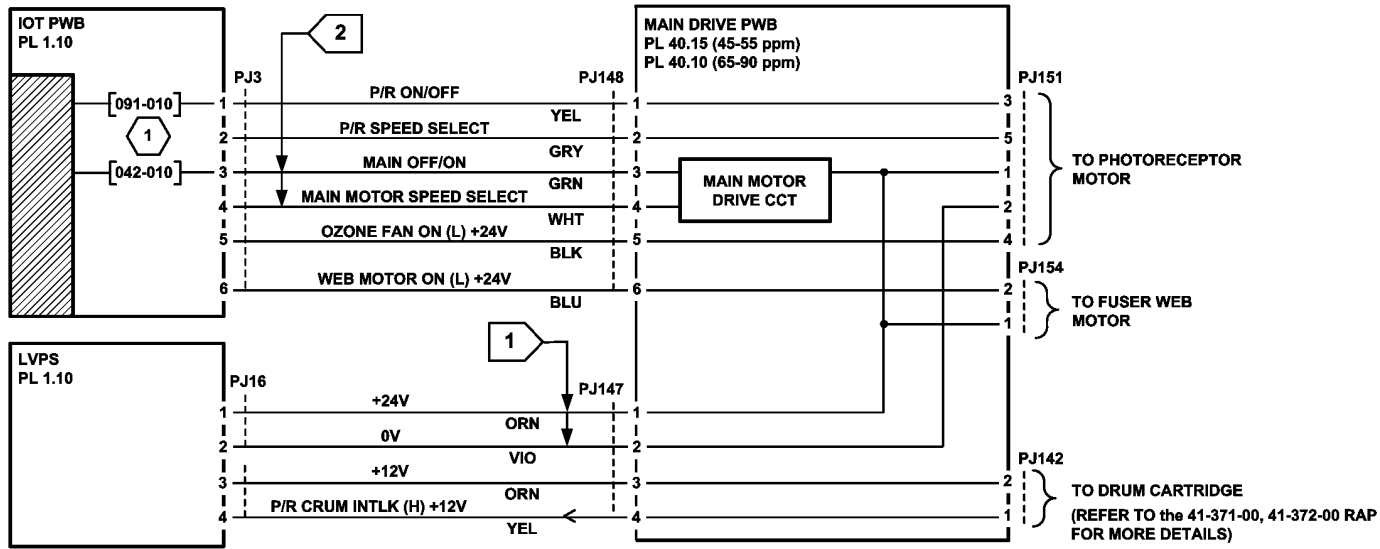 IOT PWB
PL 1.10
2
MAIN DRIVE PWB
PL 40.15 (45-55 ppm)
PL 40.10 (65-90 ppm)
PJ3
PJ148
PJ151
[091-010]
1
P/R ON/OFF
YEL
1
3
1
2
P/R SPEED SELECT
GRY
2
5
[042-010]
3
MAIN OFF/ON
GRN
3
MAIN MOTOR
DRIVE CCT
1
TO PHOTORECEPTOR
MOTOR
4
MAIN MOTOR SPEED SELECT
WHT
4
2
5
OZONE FAN ON (L) +24V
BLK
5
4
PJ154
6
WEB MOTOR ON (L) +24V
BLU
6
2
1
TO FUSER WEB
MOTOR
1
LVPS
PL 1.10
PJ16
PJ147
1
+24V
ORN
1
2
0V
VIO
2
PJ142
3
+12V
ORN
3
2
4
P/R CRUM INTLK (H) +12V
YEL
4
1
TO DRUM CARTRIDGE
(REFER TO the 41-371-00, 41-372-00 RAP
FOR MORE DETAILS)